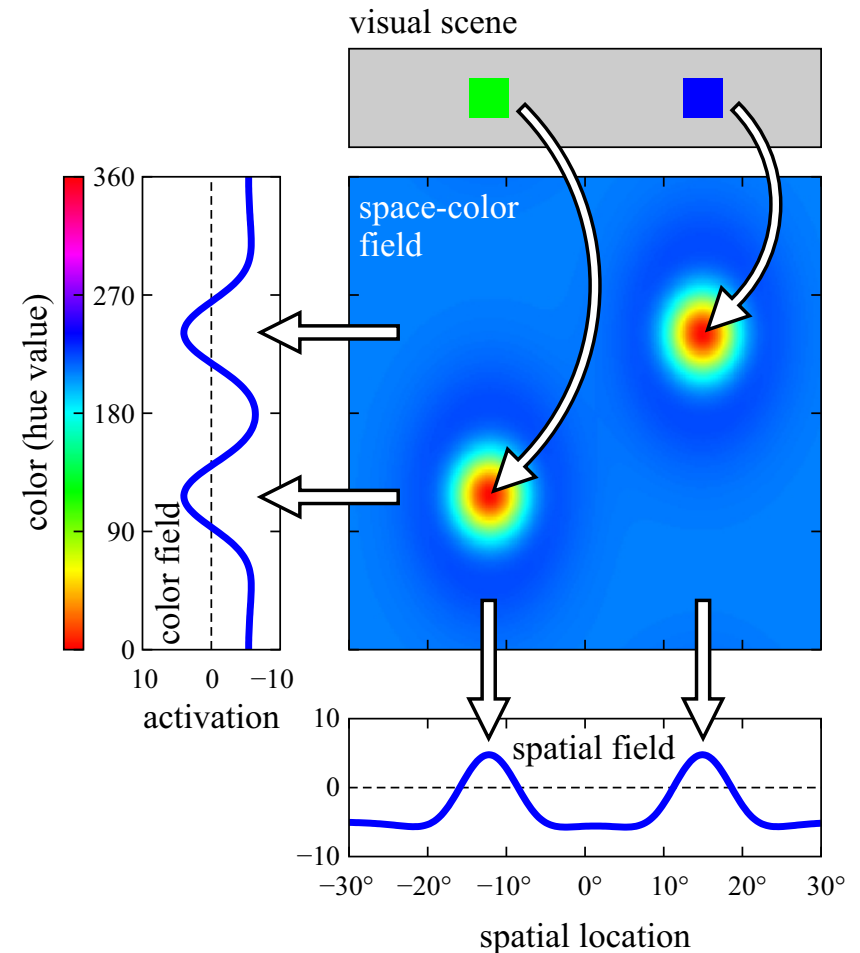 visual scene
space-color
field
360
270
180
90
0
color (hue value)
color field
10 0 −10
activation
spatial field
10
0
−10
−30° −20° −10° 0° 10° 20° 30°
spatial location